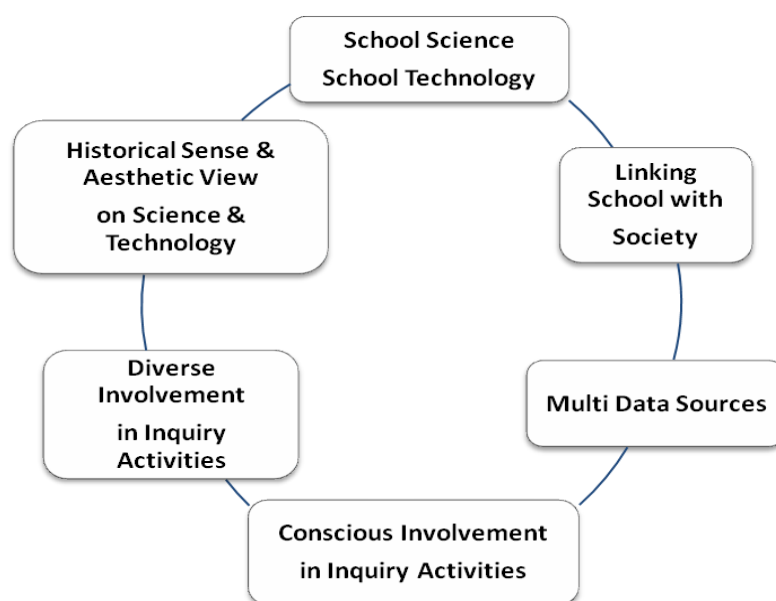 School Science
School Technology
Linking
School with
Society
Multi Data Sources
Conscious Involvement
in Inquiry Activities
Diverse
Involvement
in Inquiry
Activities
Historical Sense &
Aesthetic View
on Science &
Technology